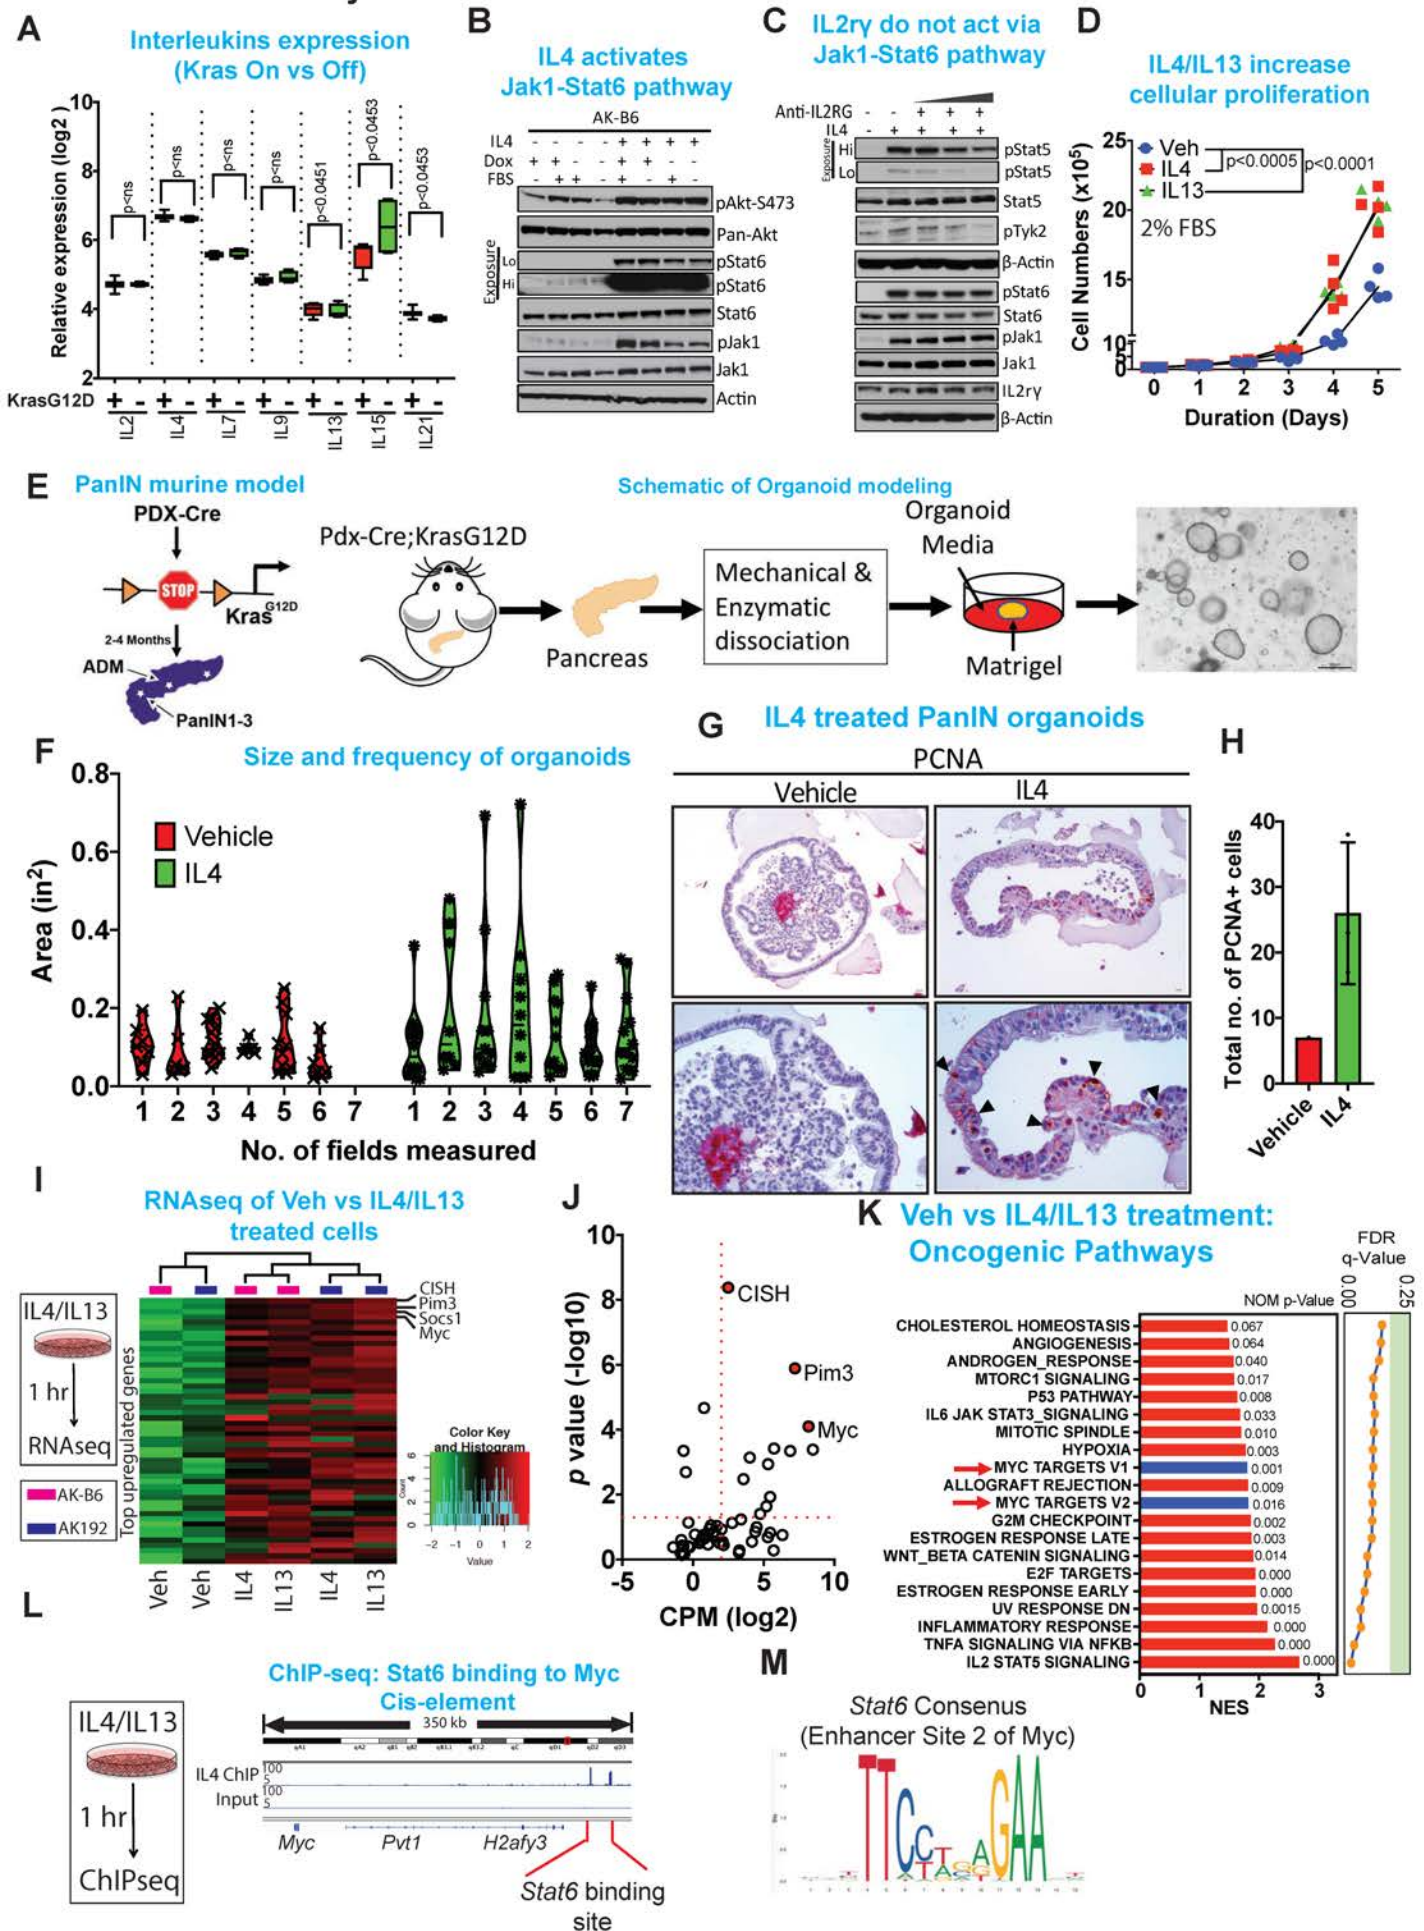 A
Interleukins expression
(Kras On vs Off)
Relative expression (log2 )
10
8
6
4
2
p<ns
p<ns
p<ns
p<ns
p<0.0451
p<0.0453
p<0.0453
KrasG12D + - + - + - + - + - + - + -
IL2 IL4 IL7 IL9 IL13 IL15 IL21
B
IL4 activates
Jak1-Stat6 pathway
AK-B6
IL4 - - - - + + + +
Dox
FBS
pAkt-S473
Pan-Akt
Exposure
Lo pStat6
Hi pStat6
Stat6
pJak1
Jak1
Actin
C
IL2rγ do not act via
Jak1-Stat6 pathway
Anti-IL2RG - - + + +
IL4 - + + + +
Exposure
Hi pStat5
Lo pStat5
Stat5
pTyk2
β-Actin
pStat6
Stat6
pJak1
Jak1
IL2rγ
β-Actin
D
IL4/IL13 increase
cellular proliferation
Cell Numbers (x10⁵)
25
20
15
10
5
0
Veh
IL4
IL13
p<0.0005
p<0.0001
2% FBS
0 1 2 3 4 5
Duration (Days)
E
PanIN murine model
PDX-Cre
STOP
Kras G12D
2-4 Months
ADM
PanIN1-3
Schematic of Organoid modeling
Pdx-Cre;KrasG12D
Pancreas
Mechanical &
Enzymatic
dissociation
Organoid
Media
Matrigel
F
Size and frequency of organoids
Area (in²)
0.8
0.6
0.4
0.2
0.0
Vehicle
IL4
1 2 3 4 5 6 7 1 2 3 4 5 6 7
No. of fields measured
G
IL4 treated PanIN organoids
PCNA
Vehicle IL4
H
Total no. of PCNA+ cells
40
30
20
10
0
Vehicle
IL4
I
RNAseq of Veh vs IL4/IL13
treated cells
IL4/IL13
1 hr
RNAseq
AK-B6
AK192
Top upregulated genes
CISH
Pim3
Socs1
Myc
Color Key
and Histogram
Count
0 2 4 6
-2 -1 0 1 2
Value
Veh Veh IL4 IL13 IL4 IL13
J
p value (-log10)
10
8
6
4
2
0
CISH
Pim3
Myc
-5 0 5 10
CPM (log2)
K
Veh vs IL4/IL13 treatment:
Oncogenic Pathways
FDR
q-Value
0.00
0.25
NOM p-Value
CHOLESTEROL HOMEOSTASIS 0.067
ANGIOGENESIS 0.064
ANDROGEN_RESPONSE 0.040
MTORC1 SIGNALING 0.017
P53 PATHWAY 0.008
IL6 JAK STAT3_SIGNALING 0.033
MITOTIC SPINDLE 0.010
HYPOXIA 0.003
MYC TARGETS V1 0.001
ALLOGRAFT REJECTION 0.009
MYC TARGETS V2 0.016
G2M CHECKPOINT 0.002
ESTROGEN RESPONSE LATE 0.003
WNT_BETA CATENIN SIGNALING 0.014
E2F TARGETS 0.000
ESTROGEN RESPONSE EARLY 0.000
UV RESPONSE DN 0.0015
INFLAMMATORY RESPONSE 0.000
TNFA SIGNALING VIA NFKB 0.000
IL2 STAT5 SIGNALING 0.000
0 1 2 3
NES
L
IL4/IL13
1 hr
ChIPseq
ChIP-seq: Stat6 binding to Myc
Cis-element
350 kb
IL4 ChIP 100
5
Input 100
5
Myc Pvt1 H2afy3
Stat6 binding
site
M
Stat6 Consenus
(Enhancer Site 2 of Myc)